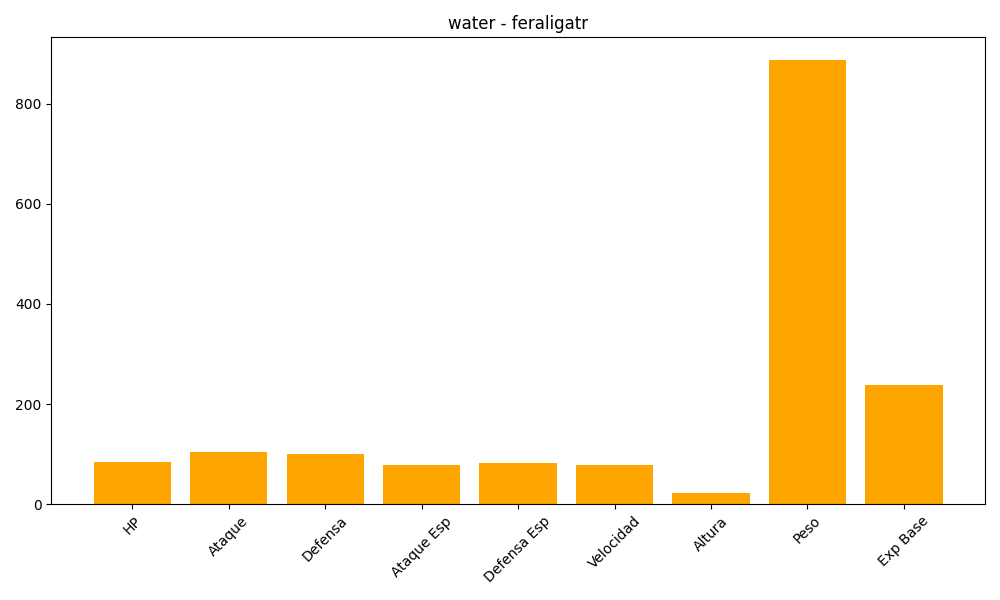 water - feraligatr
800
600
400
200
0
HP
Ataque
Defensa
Ataque Esp
Defensa Esp
Velocidad
Altura
Peso
Exp Base